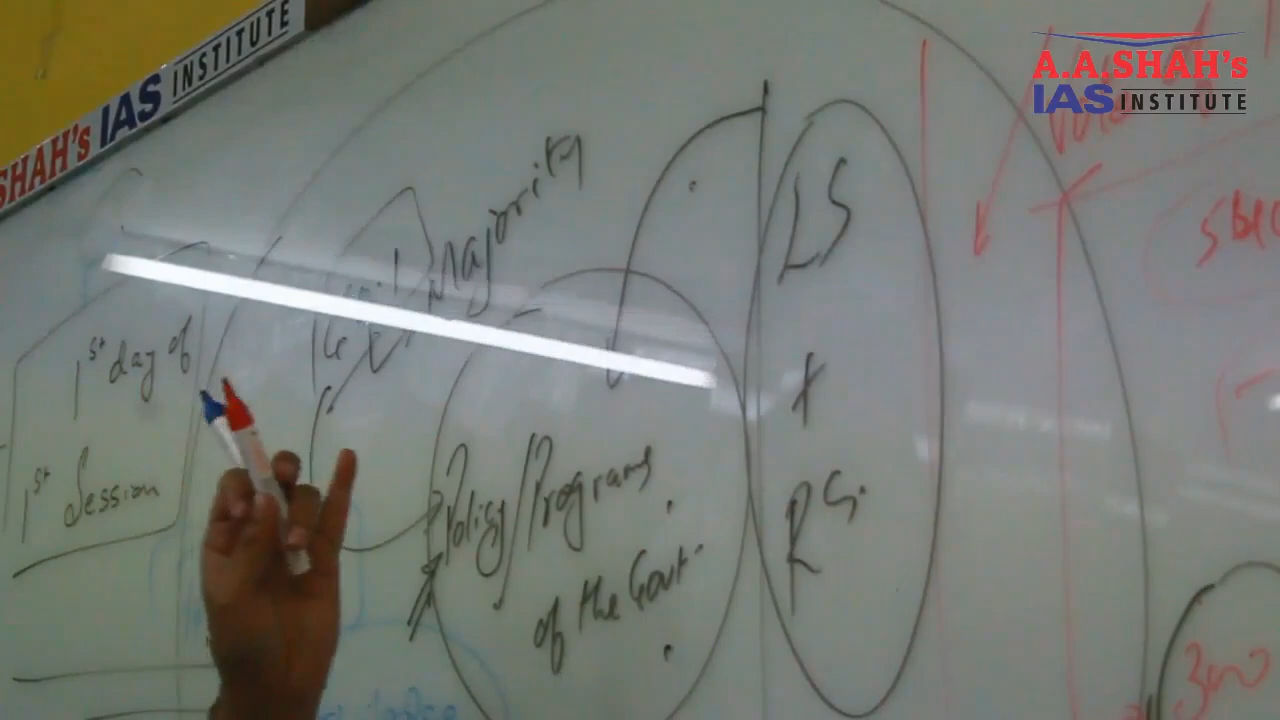 SHAH's IAS INSTITUTE
A.A.SHAH's
IAS INSTITUTE
Majority
1st day of
1st Session
Policy/Programs
of the Govt.
LS
+
RS.